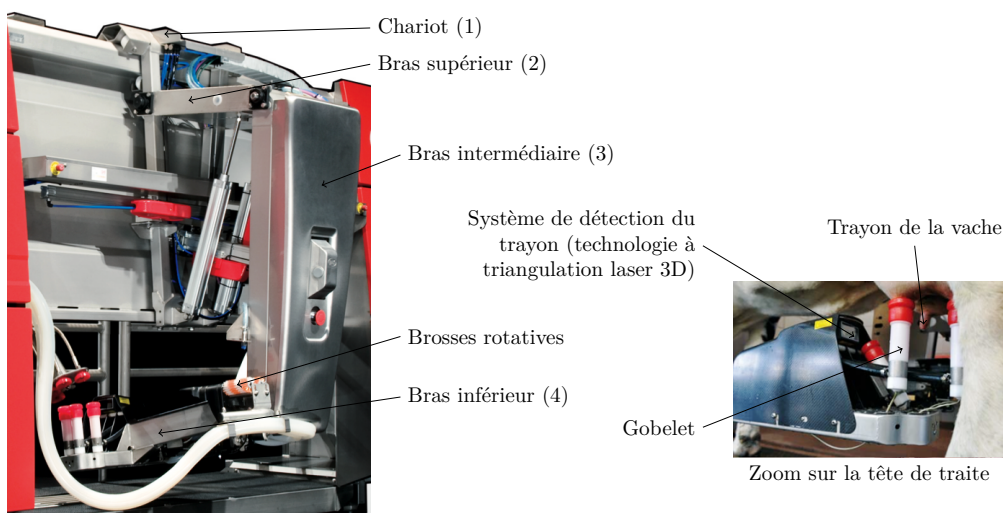 Chariot (1)
Bras supérieur (2)
Bras intermédiaire (3)
Système de détection du
trayon (technologie à
triangulation laser 3D)
Trayon de la vache
Brosses rotatives
Bras inférieur (4)
Gobelet
Zoom sur la tête de traite